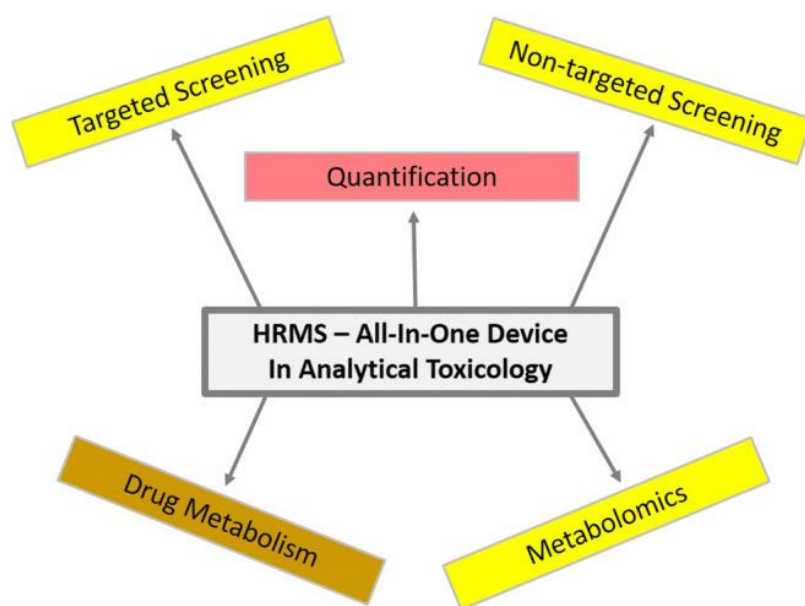 Targeted Screening
Non-targeted Screening
Quantification
HRMS – All-In-One Device
In Analytical Toxicology
Drug Metabolism
Metabolomics